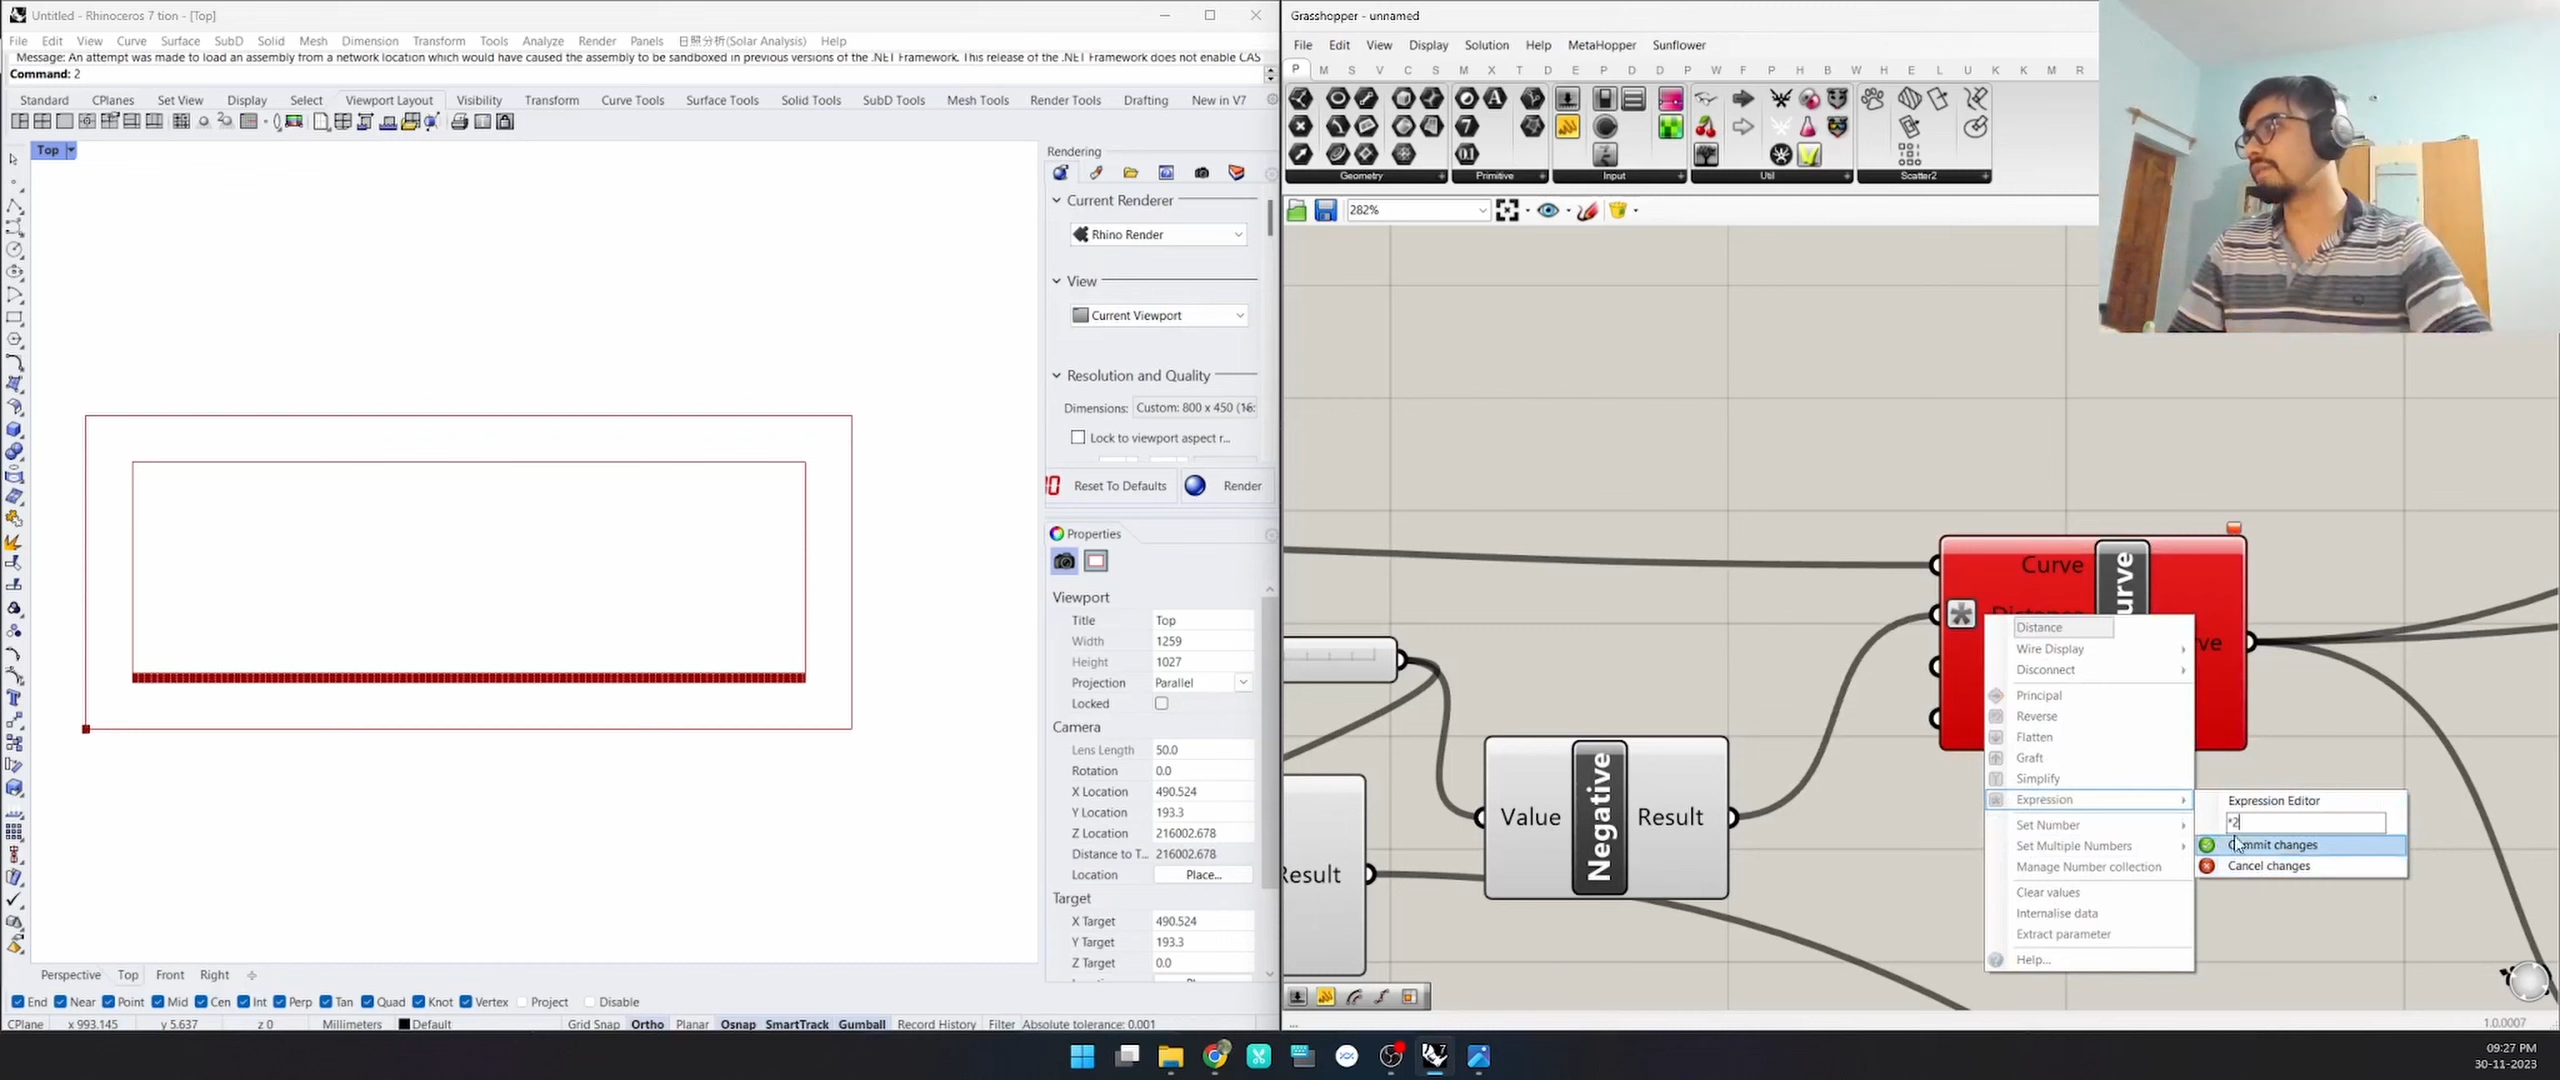 Untitled - Rhinoceros 7 tion - [Top]
File Edit View Curve Surface SubD Solid Mesh Dimension Transform Tools Analyze Render Panels 日照分析(Solar Analysis) Help
Message: An attempt was made to load an assembly from a network location which would have caused the assembly to be sandboxed in previous versions of the .NET Framework. This release of the .NET Framework does not enable CAS
Command: 2
Standard CPlanes Set View Display Select Viewport Layout Visibility Transform Curve Tools Surface Tools Solid Tools SubD Tools Mesh Tools Render Tools Drafting New in V7
Top
Rendering
Current Renderer
Rhino Render
View
Current Viewport
Resolution and Quality
Dimensions: Custom: 800 x 450 (16:
Lock to viewport aspect r...
Reset To Defaults Render
Properties
Viewport
Title Top
Width 1259
Height 1027
Projection Parallel
Locked
Camera
Lens Length 50.0
Rotation 0.0
X Location 490.524
Y Location 193.3
Z Location 216002.678
Distance to T... 216002.678
Location Place...
Target
X Target 490.524
Y Target 193.3
Z Target 0.0
Perspective Top Front Right
End Near Point Mid Cen Int Perp Tan Quad Knot Vertex Project Disable
CPlane x 993.145 y 5.637 z 0 Millimeters Default Grid Snap Ortho Planar Osnap SmartTrack Gumball Record History Filter Absolute tolerance: 0.001
Grasshopper - unnamed
File Edit View Display Solution Help MetaHopper Sunflower
P M S V C S M X T D E P D D P W F P H B W H E L U K K M R
Geometry Primitive Input Util Scatter2
282%
Curve
Distance
Wire Display
Disconnect
Principal
Reverse
Flatten
Graft
Simplify
Expression
Set Number
Set Multiple Numbers
Manage Number collection
Clear values
Internalise data
Extract parameter
Help...
Expression Editor
*2
Commit changes
Cancel changes
Value Negative Result
Result
1.0.0007
09:27 PM
30-11-2023